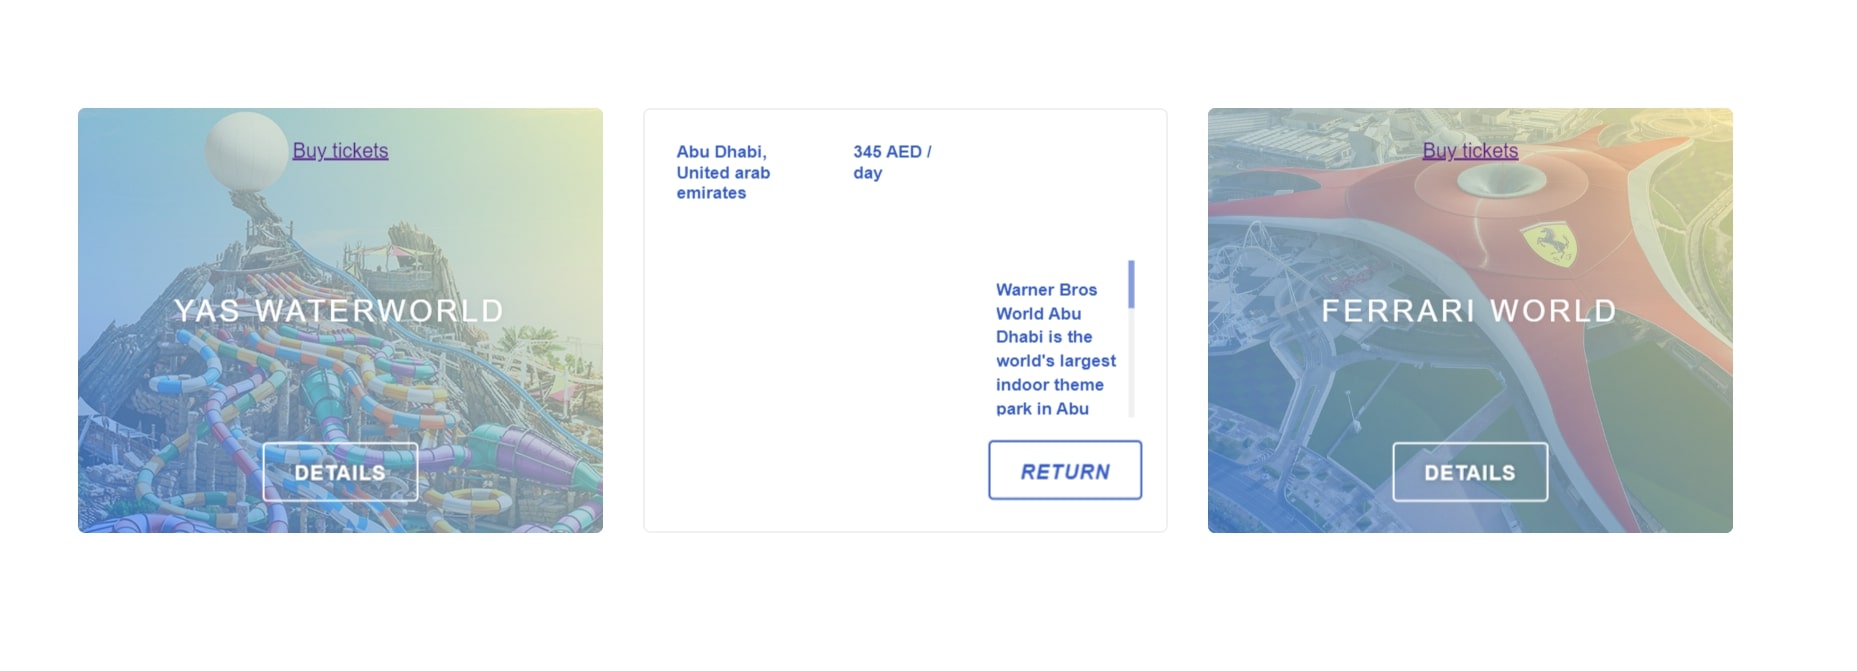 Buy tickets
YAS WATERWORLD
DETAILS
Abu Dhabi,
United arab
emirates
345 AED /
day
Warner Bros
World Abu
Dhabi is the
world's largest
indoor theme
park in Abu
RETURN
Buy tickets
FERRARI WORLD
DETAILS